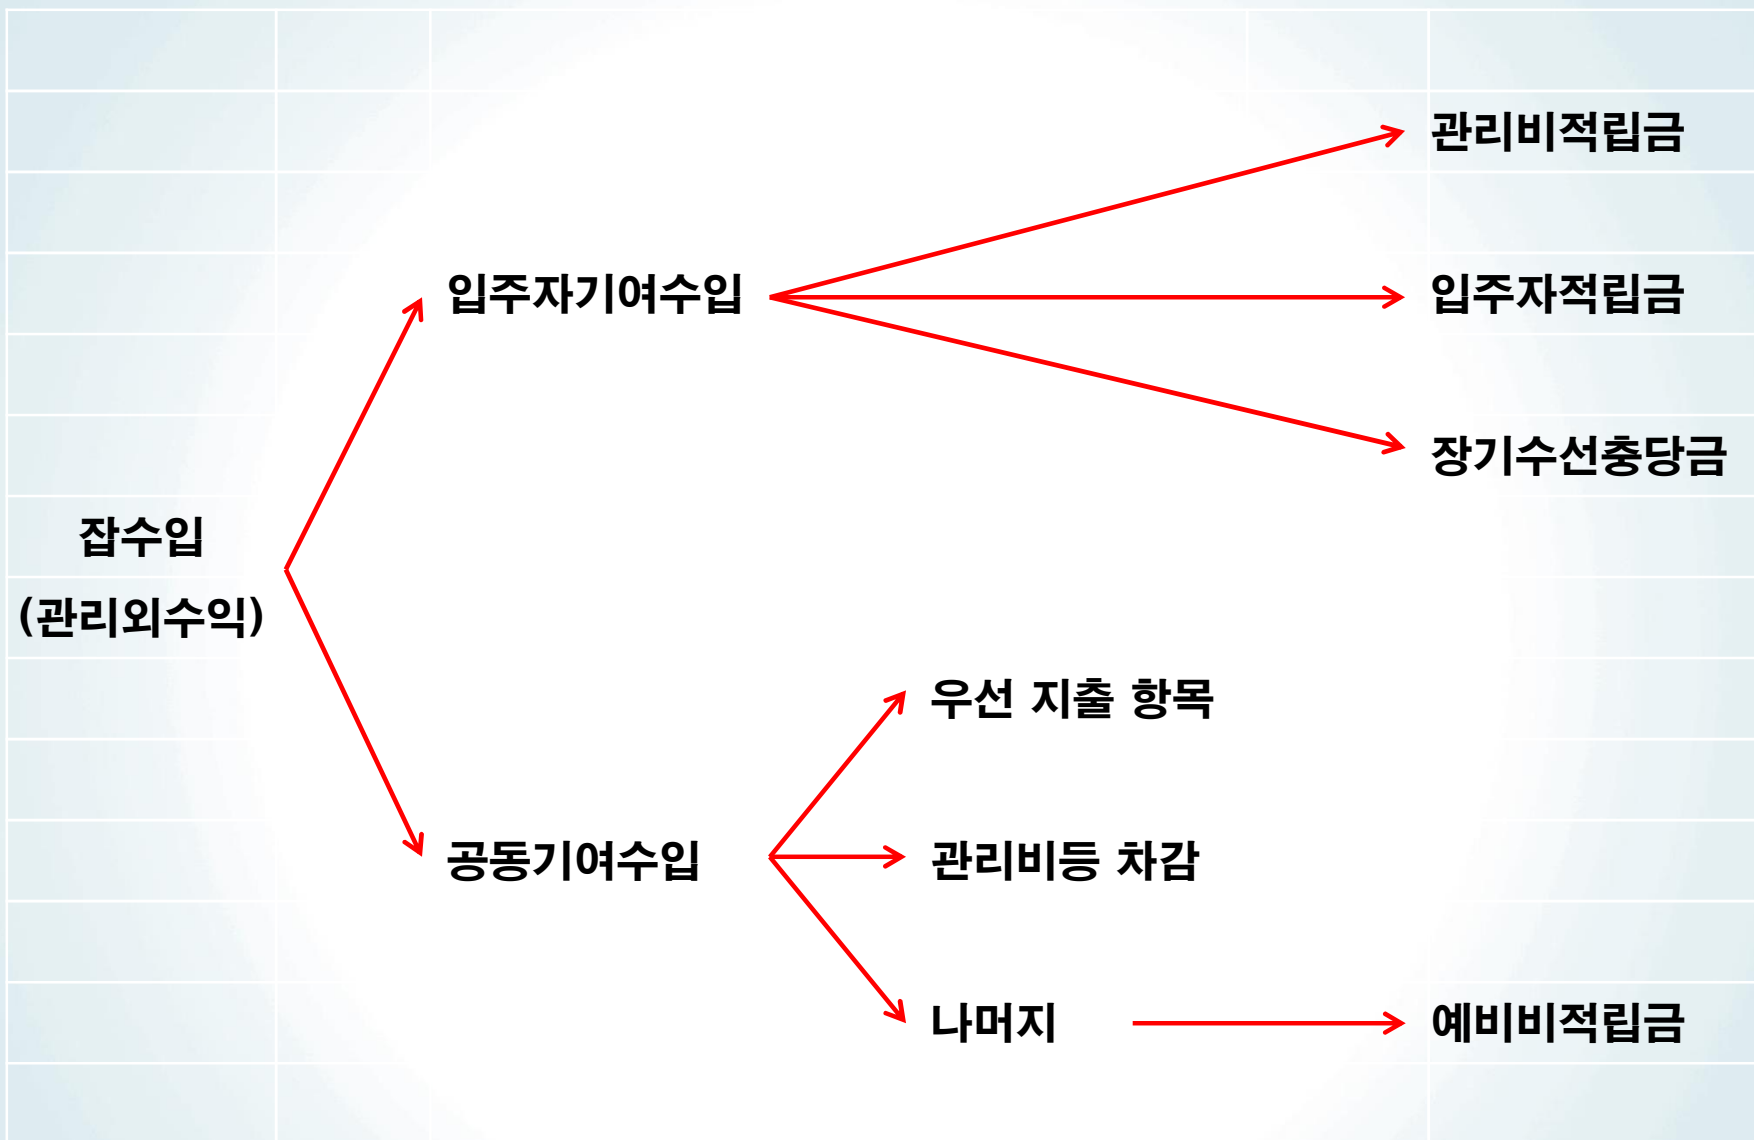 관리비적립금
입주자기여수입
입주자적립금
장기수선충당금
잡수입
(관리외수익)
우선 지출 항목
공동기여수입
관리비등 차감
나머지
예비비적립금